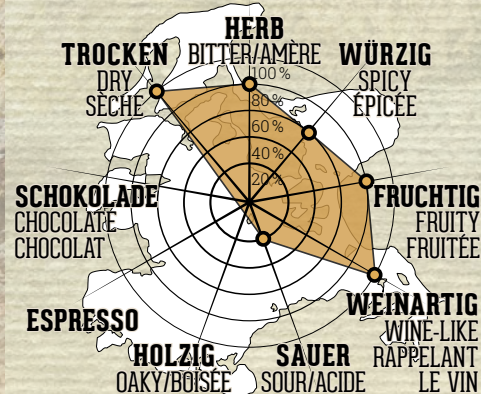 HERB
BITTER/AMÈRE
TROCKEN
DRY
SÈCHE
WÜRZIG
SPICY
ÉPICÉE
100%
80%
60%
40%
20%
SCHOKOLADE
CHOCOLATE
CHOCOLAT
FRUCHTIG
FRUITY
FRUITÉE
ESPRESSO
WEINARTIG
WINE-LIKE
RAPPELANT
LE VIN
HOLZIG
OAKY/BOISÉE
SAUER
SOUR/ACIDE